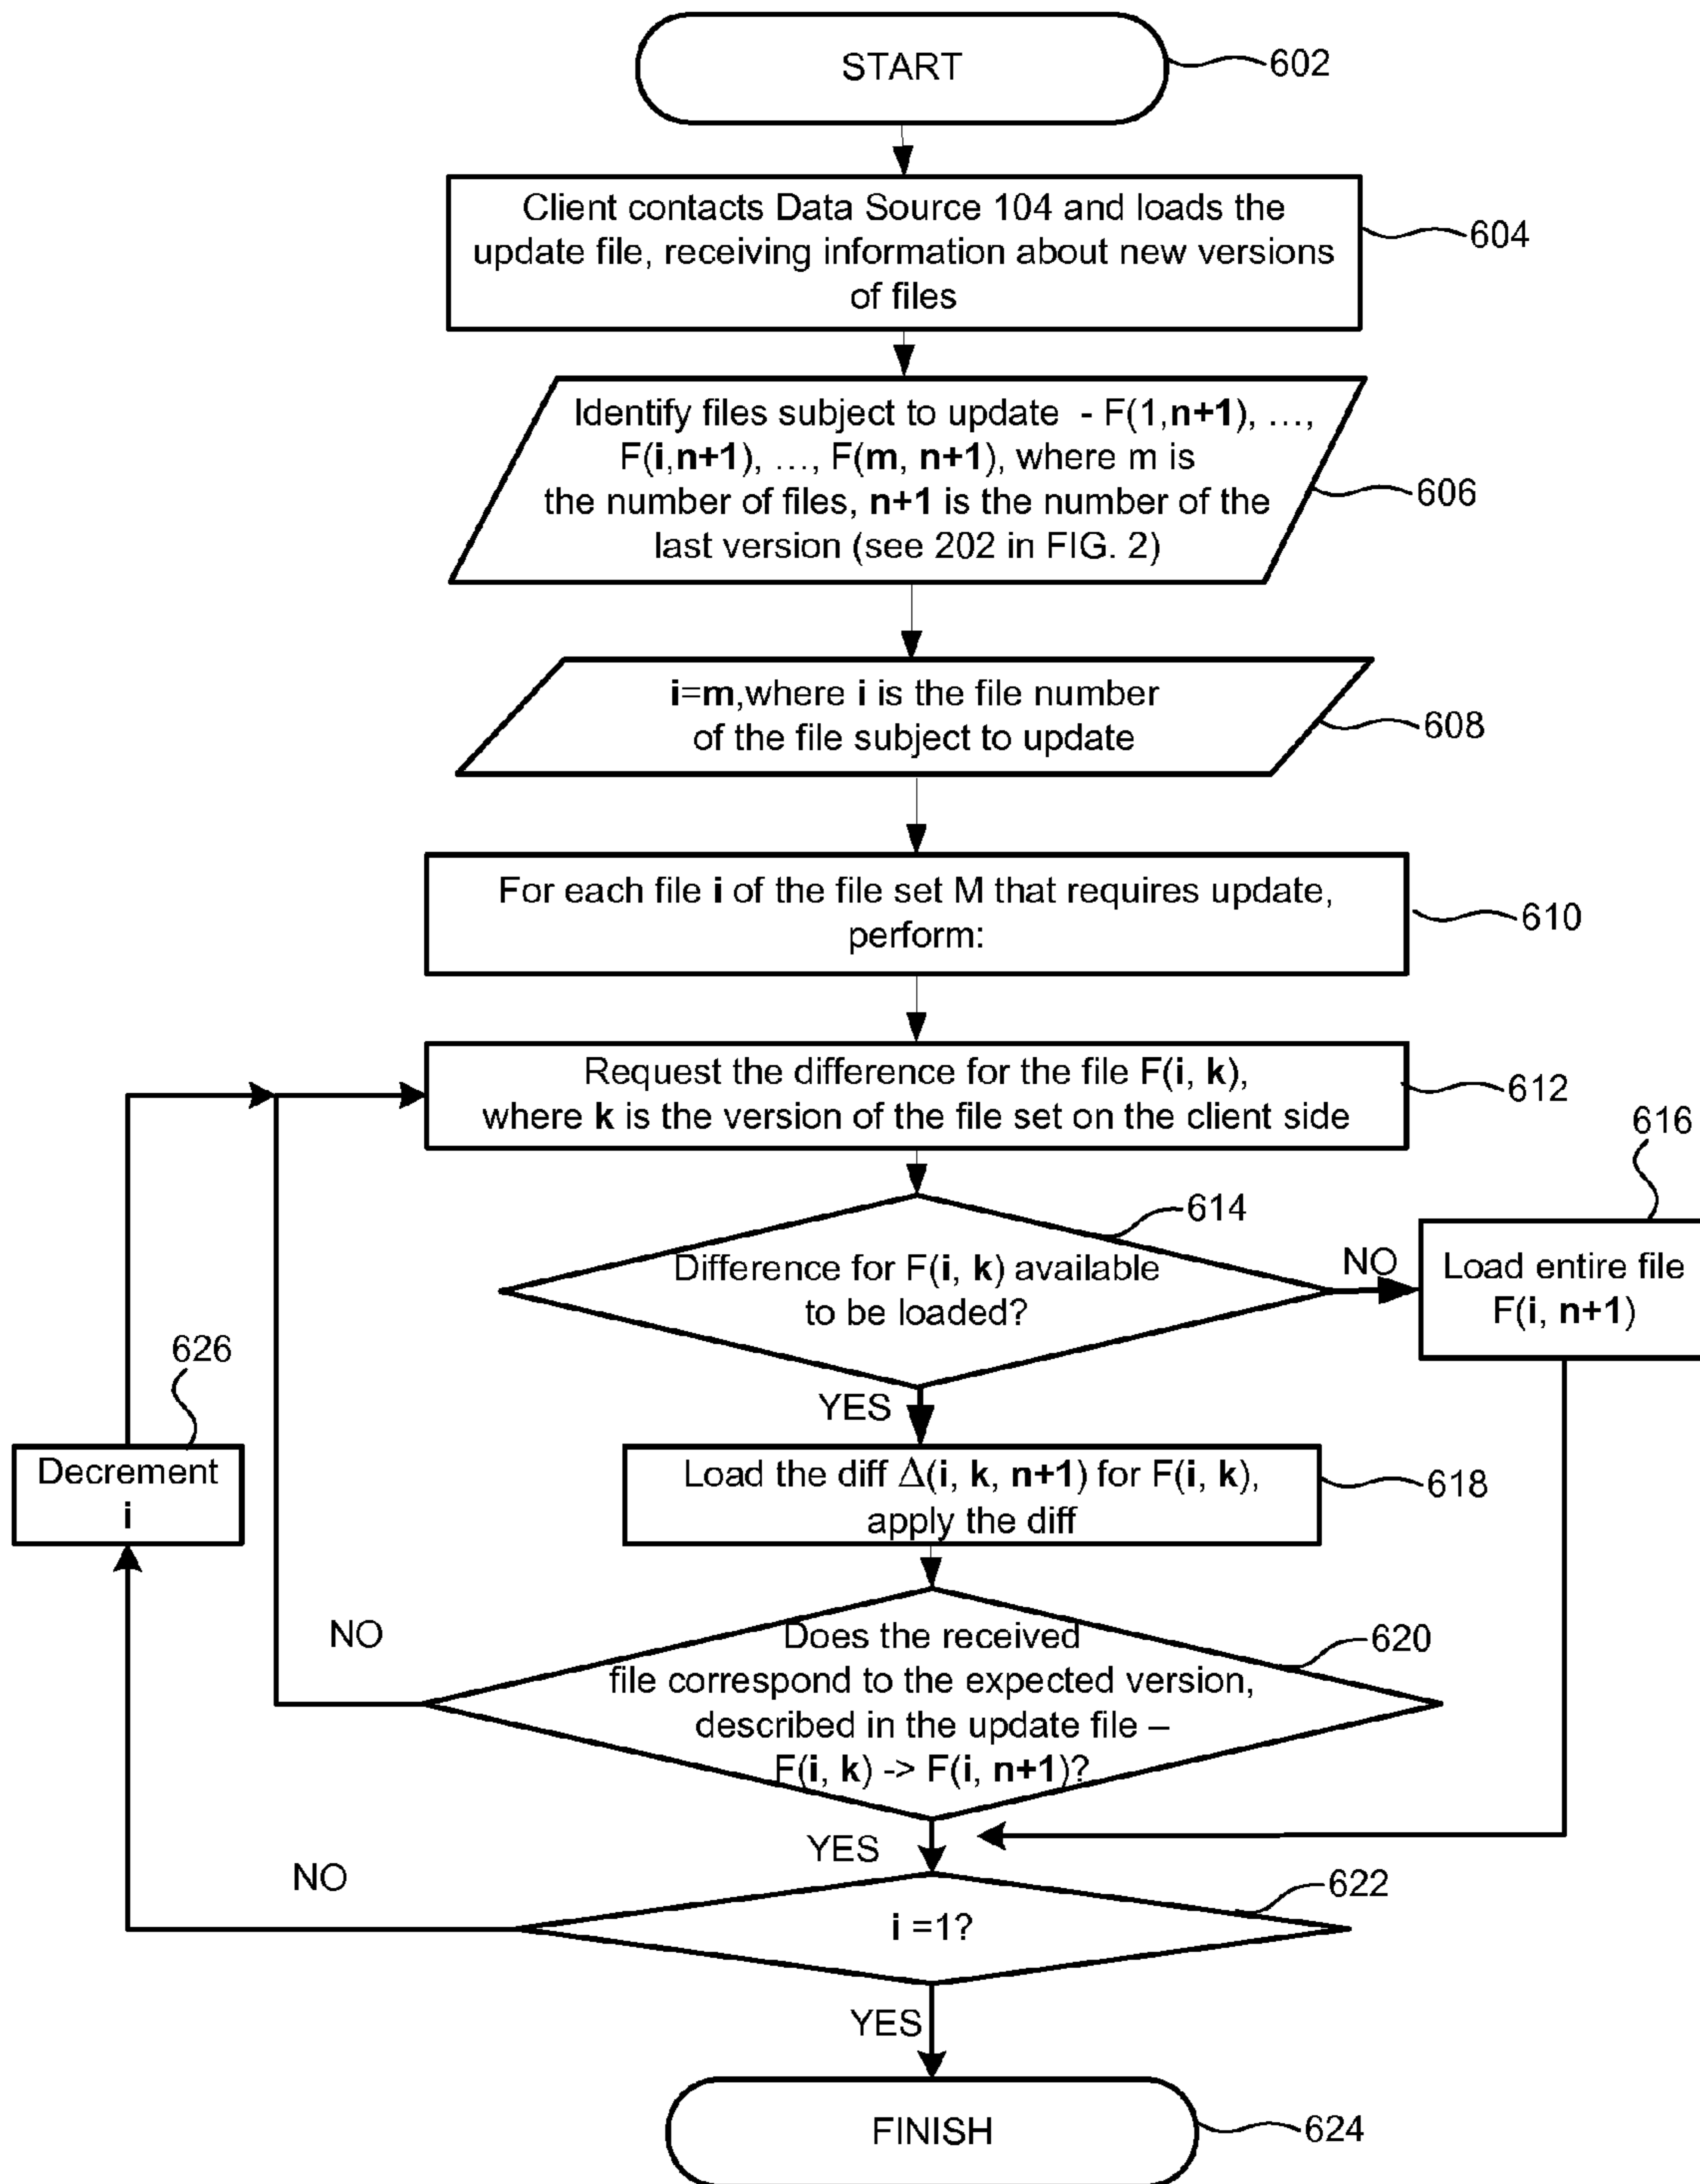 START
602
Client contacts Data Source 104 and loads the
update file, receiving information about new versions
of files
604
Identify files subject to update - F(1,n+1), …,
F(i,n+1), …, F(m, n+1), where m is
the number of files, n+1 is the number of the
last version (see 202 in FIG. 2)
606
i=m,where i is the file number
of the file subject to update
608
For each file i of the file set M that requires update,
perform:
610
Request the difference for the file F(i, k),
where k is the version of the file set on the client side
612
616
614
Difference for F(i, k) available
to be loaded?
NO
Load entire file
F(i, n+1)
626
YES
Decrement
i
Load the diff Δ(i, k, n+1) for F(i, k),
apply the diff
618
NO
Does the received
file correspond to the expected version,
described in the update file –
F(i, k) -> F(i, n+1)?
620
YES
NO
622
i =1?
YES
FINISH
624